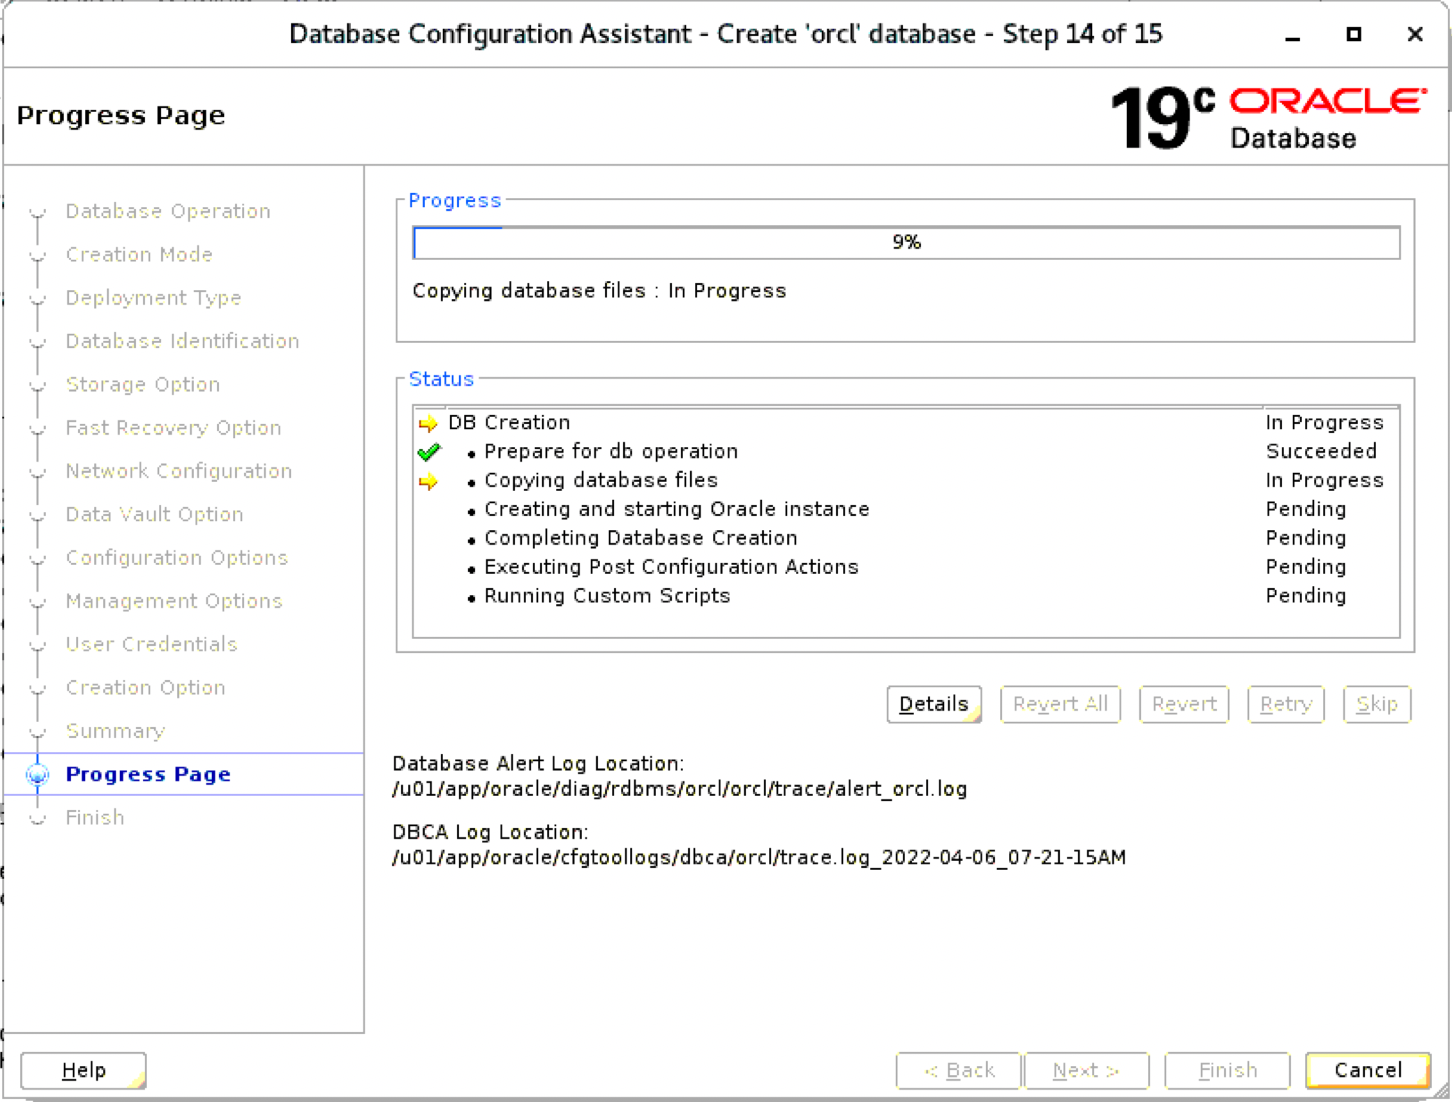 Database Configuration Assistant - Create 'orcl' database - Step 14 of 15
Progress Page
19c ORACLE
Database
Database Operation
Creation Mode
Deployment Type
Database Identification
Storage Option
Fast Recovery Option
Network Configuration
Data Vault Option
Configuration Options
Management Options
User Credentials
Creation Option
Summary
Progress Page
Finish
Progress
9%
Copying database files : In Progress
Status
DB Creation In Progress
• Prepare for db operation Succeeded
• Copying database files In Progress
• Creating and starting Oracle instance Pending
• Completing Database Creation Pending
• Executing Post Configuration Actions Pending
• Running Custom Scripts Pending
Details Revert All Revert Retry Skip
Database Alert Log Location:
/u01/app/oracle/diag/rdbms/orcl/orcl/trace/alert_orcl.log
DBCA Log Location:
/u01/app/oracle/cfgtoollogs/dbca/orcl/trace.log_2022-04-06_07-21-15AM
Help < Back Next > Finish Cancel